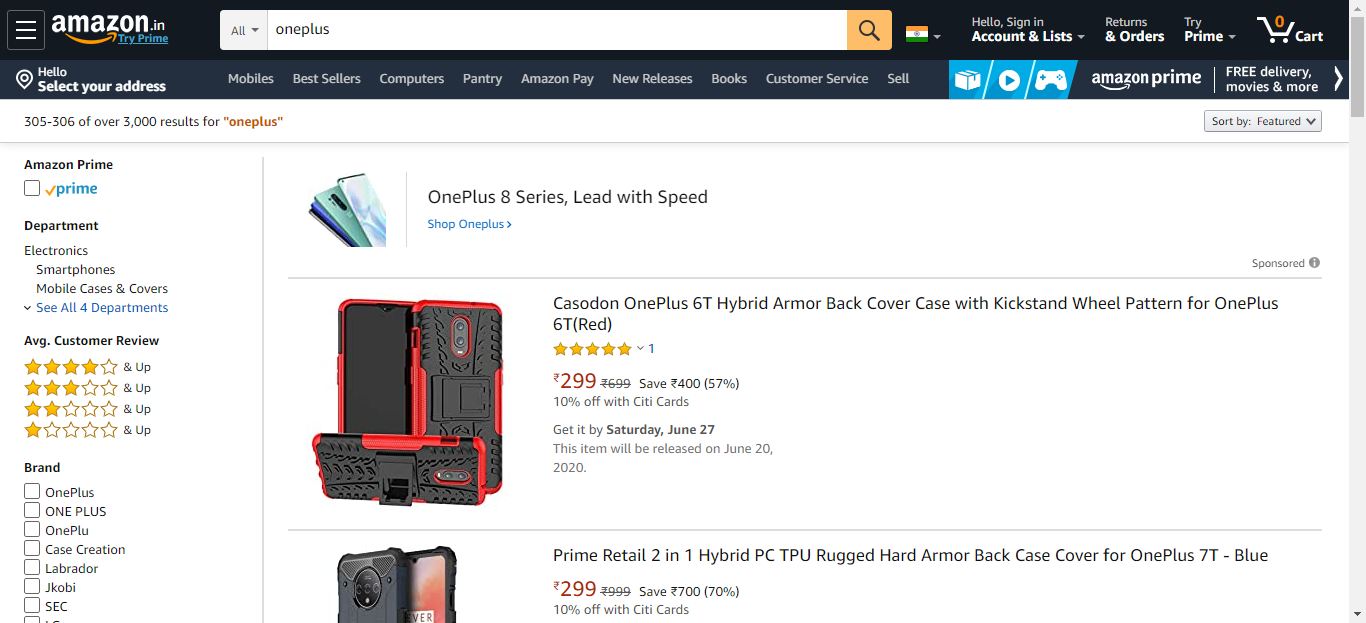 amazon.in
Try Prime
All
oneplus
Hello, Sign in
Account & Lists
Returns
& Orders
Try
Prime
0
Cart
Hello
Select your address
Mobiles
Best Sellers
Computers
Pantry
Amazon Pay
New Releases
Books
Customer Service
Sell
amazon prime
FREE delivery,
movies & more
305-306 of over 3,000 results for "oneplus"
Sort by: Featured
Amazon Prime
prime
Department
Electronics
Smartphones
Mobile Cases & Covers
See All 4 Departments
Avg. Customer Review
& Up
& Up
& Up
& Up
Brand
OnePlus
ONE PLUS
OnePlu
Case Creation
Labrador
Jkobi
SEC
OnePlus 8 Series, Lead with Speed
Shop Oneplus
Sponsored
Casodon OnePlus 6T Hybrid Armor Back Cover Case with Kickstand Wheel Pattern for OnePlus
6T(Red)
1
₹299 ₹699 Save ₹400 (57%)
10% off with Citi Cards
Get it by Saturday, June 27
This item will be released on June 20,
2020.
Prime Retail 2 in 1 Hybrid PC TPU Rugged Hard Armor Back Case Cover for OnePlus 7T - Blue
₹299 ₹999 Save ₹700 (70%)
10% off with Citi Cards